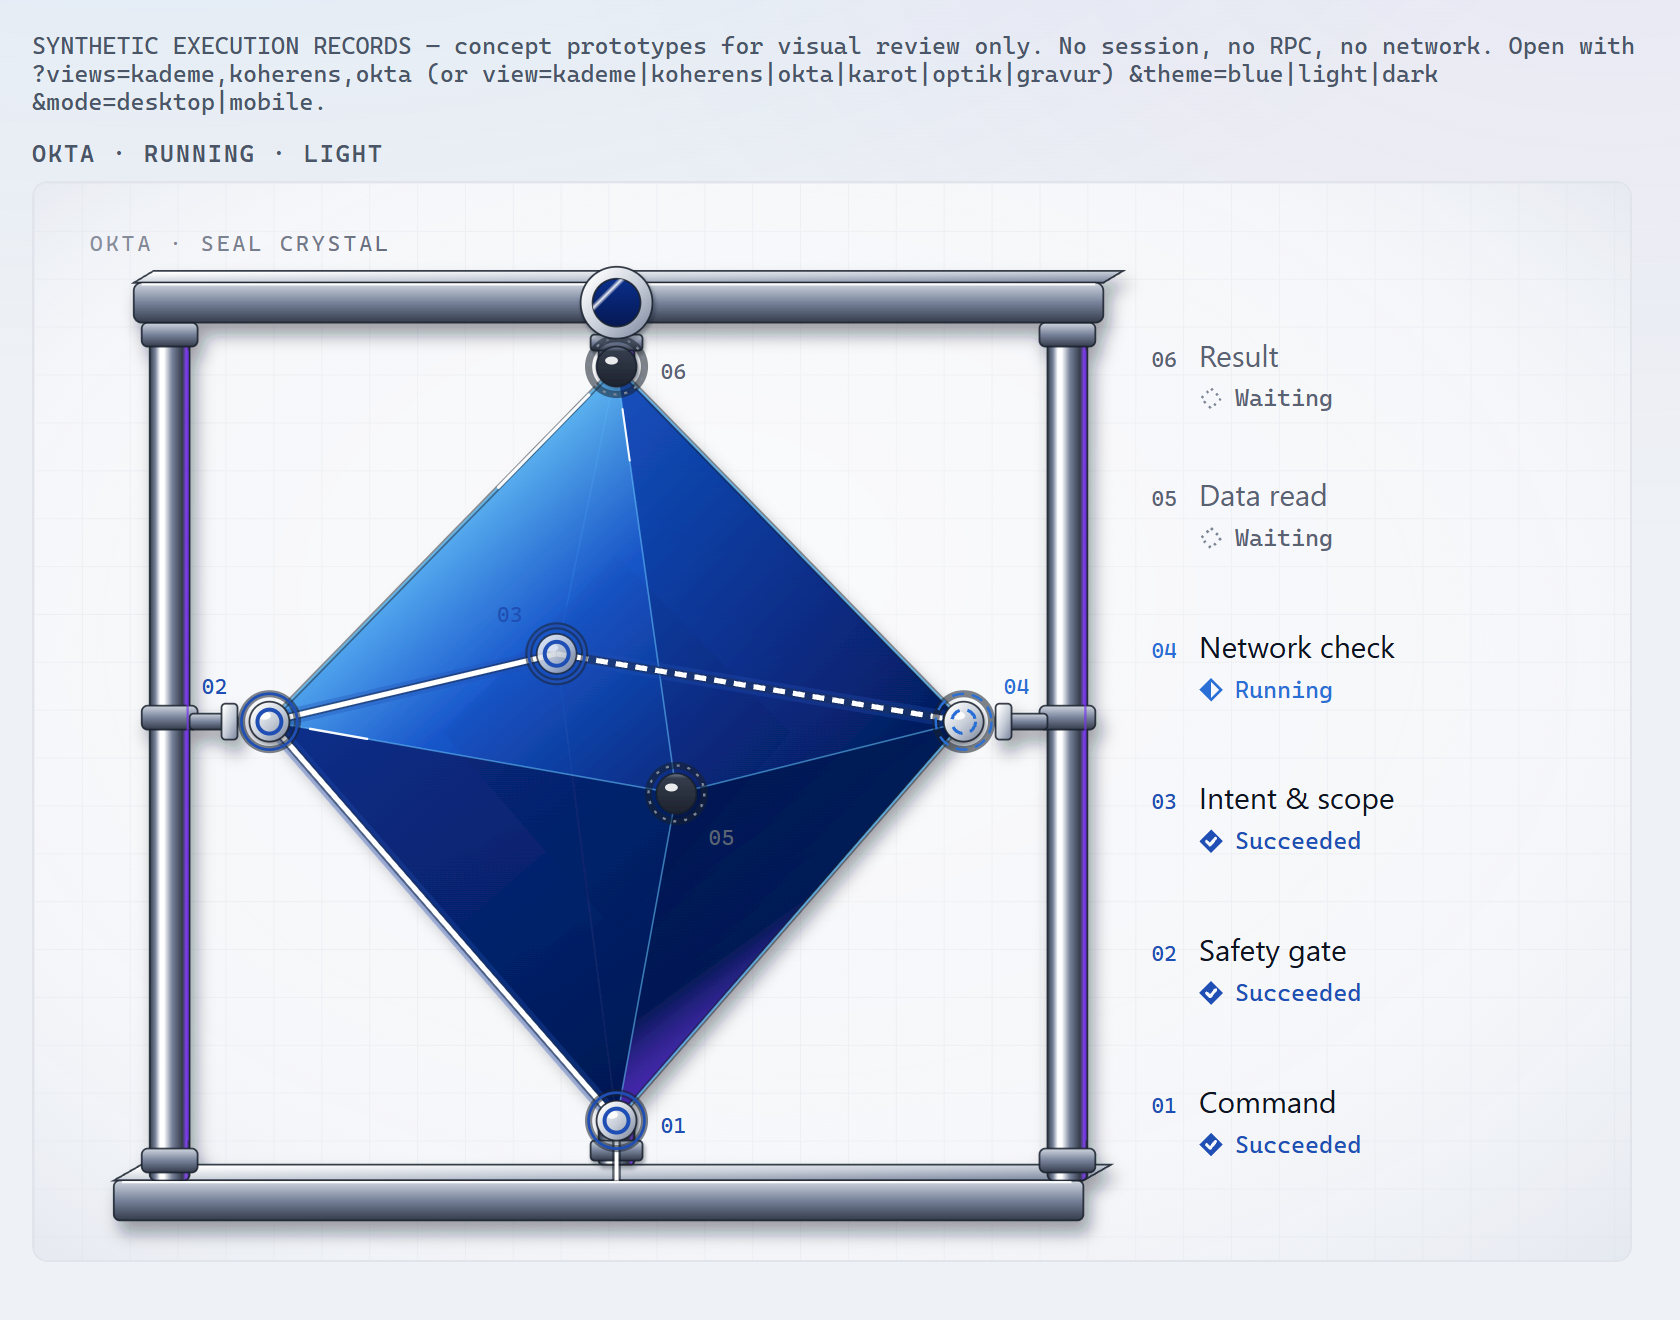 SYNTHETIC EXECUTION RECORDS — concept prototypes for visual review only. No session, no RPC, no network. Open with
?views=kademe,koherens,okta (or view=kademe|koherens|okta|karot|optik|gravur) &theme=blue|light|dark
&mode=desktop|mobile.
OKTA · RUNNING · LIGHT
OKTA · SEAL CRYSTAL
06
03
02
04
05
01
06 Result
Waiting
05 Data read
Waiting
04 Network check
Running
03 Intent & scope
Succeeded
02 Safety gate
Succeeded
01 Command
Succeeded